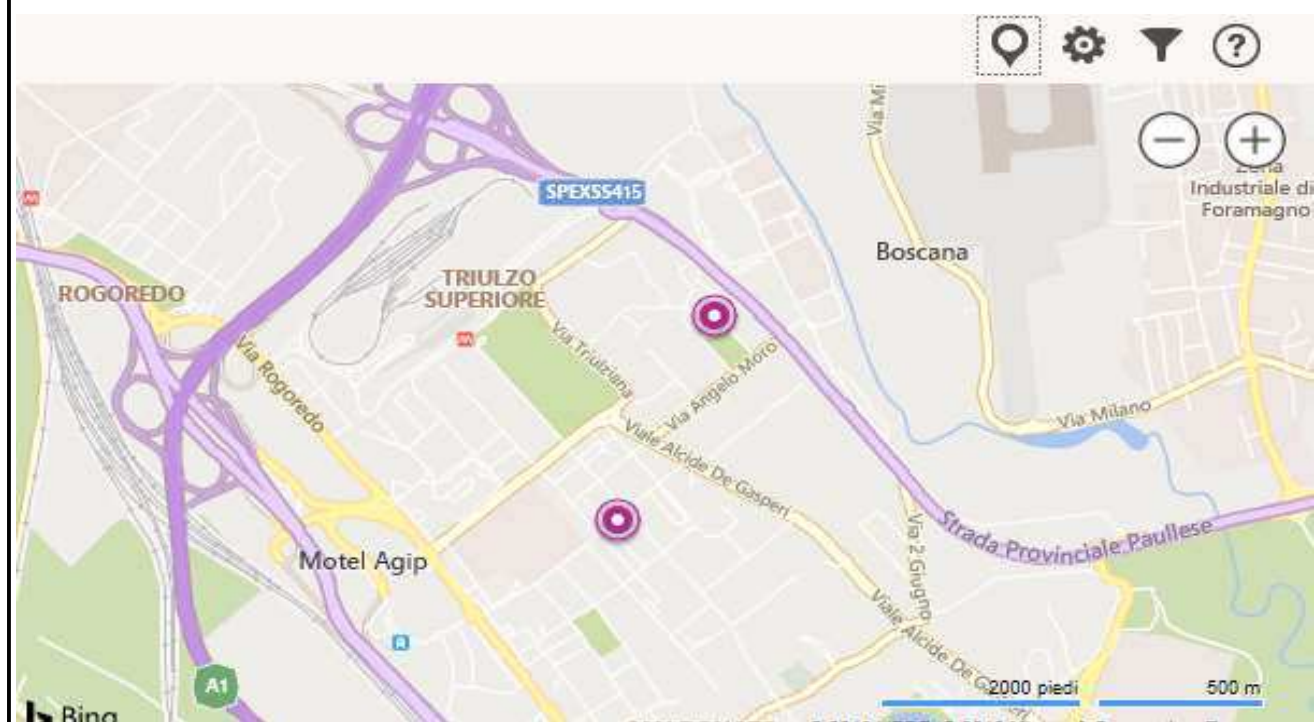 ?
Via Mi
SPEXSS415
Zona
Industriale di
Foramagno
Boscana
ROGOREDO
TRIULZO
SUPERIORE
Via Rogoredo
Via Triulziana
Via Angelo Moro
Via Milano
Viale Alcide De Gasperi
Via 2 Giugno
Strada Provinciale Paullese
Motel Agip
Viale Alcide De G
A1
2000 piedi
500 m
Bing